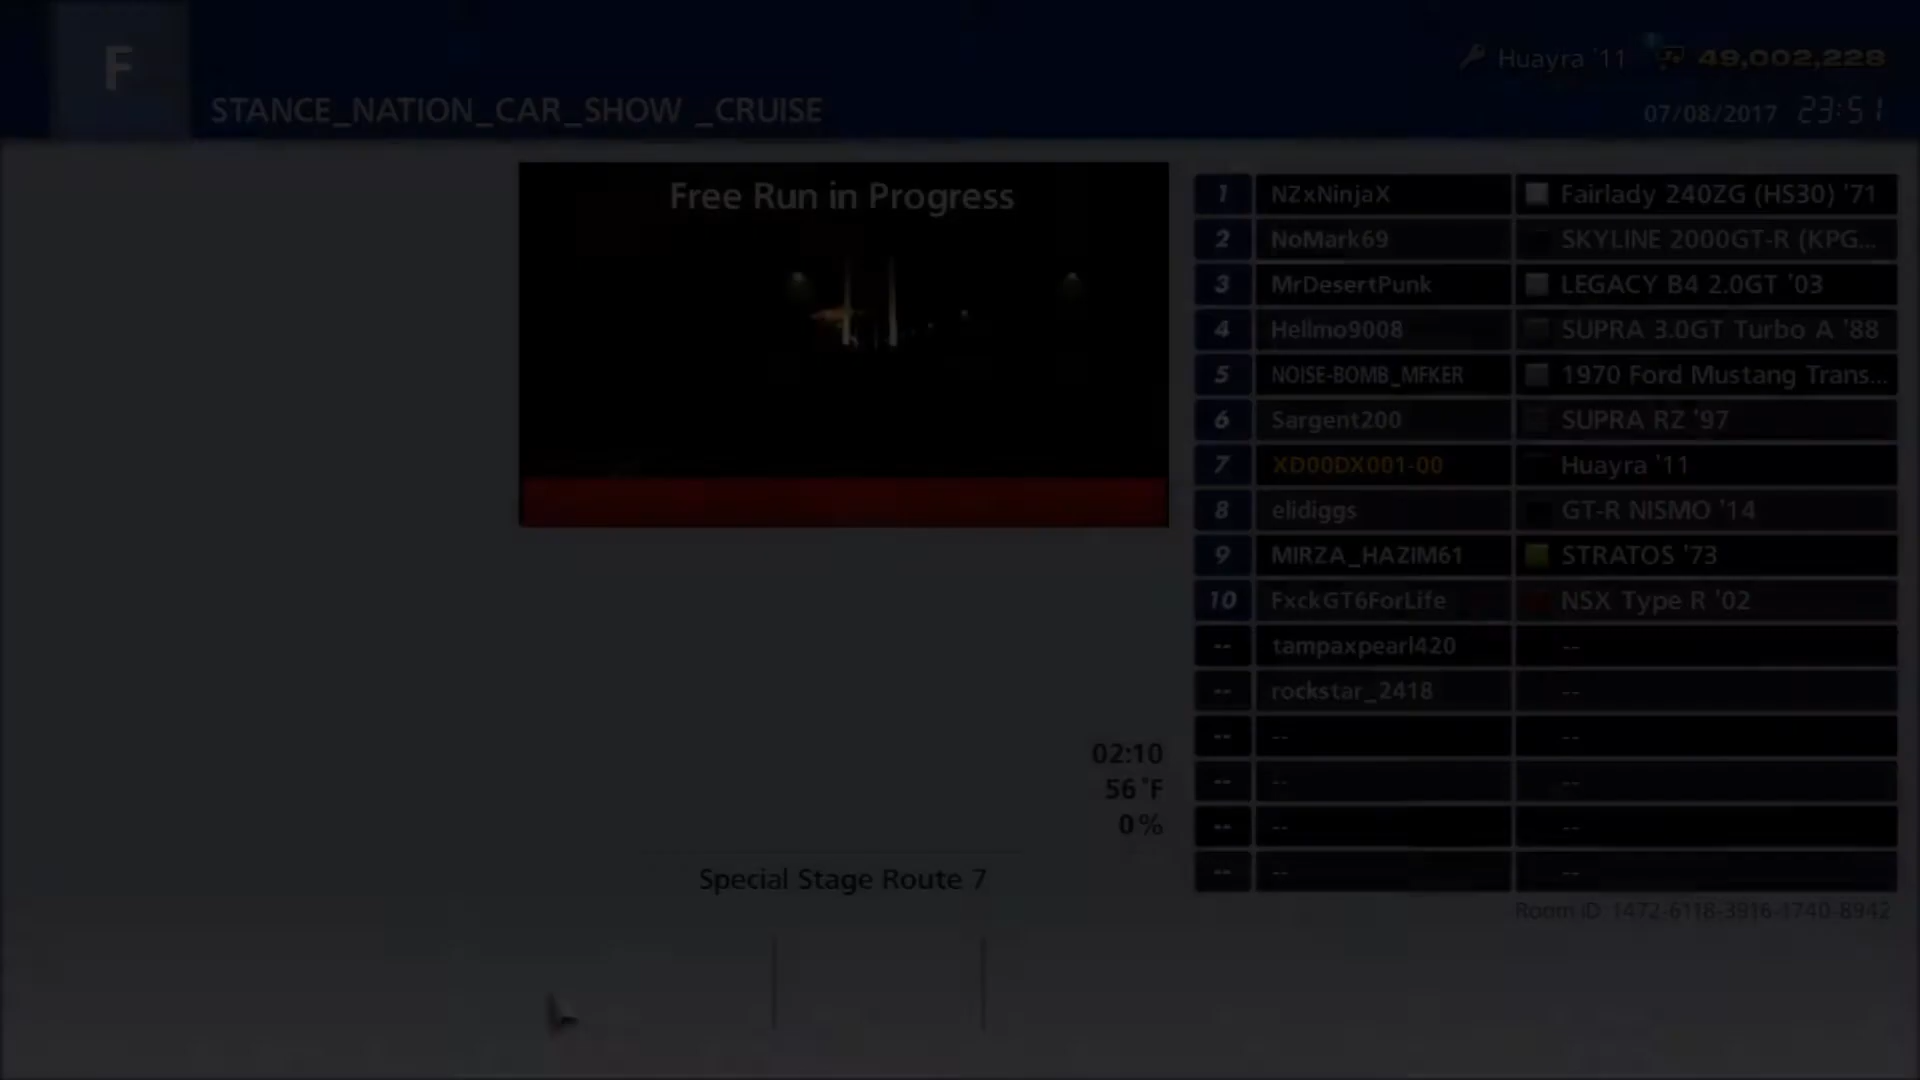 F
STANCE_NATION_CAR_SHOW _CRUISE
Huayra '11 49,002,228
07/08/2017 23:51
Free Run in Progress
1 NZxNinjaX Fairlady 240ZG (HS30) '71
2 NoMark69 SKYLINE 2000GT-R (KPG...
3 MrDesertPunk LEGACY B4 2.0GT '03
4 Hellmo9008 SUPRA 3.0GT Turbo A '88
5 NOISE-BOMB_MFKER 1970 Ford Mustang Trans...
6 Sargent200 SUPRA RZ '97
7 XD00DX001-00 Huayra '11
8 elidiggs GT-R NISMO '14
9 MIRZA_HAZIM61 STRATOS '73
10 FxckGT6ForLife NSX Type R '02
-- tampaxpearl420 --
-- rockstar_2418 --
-- -- --
-- -- --
-- -- --
-- -- --
02:10
56°F
0%
Special Stage Route 7
Room ID 1472-6118-3916-1740-8942